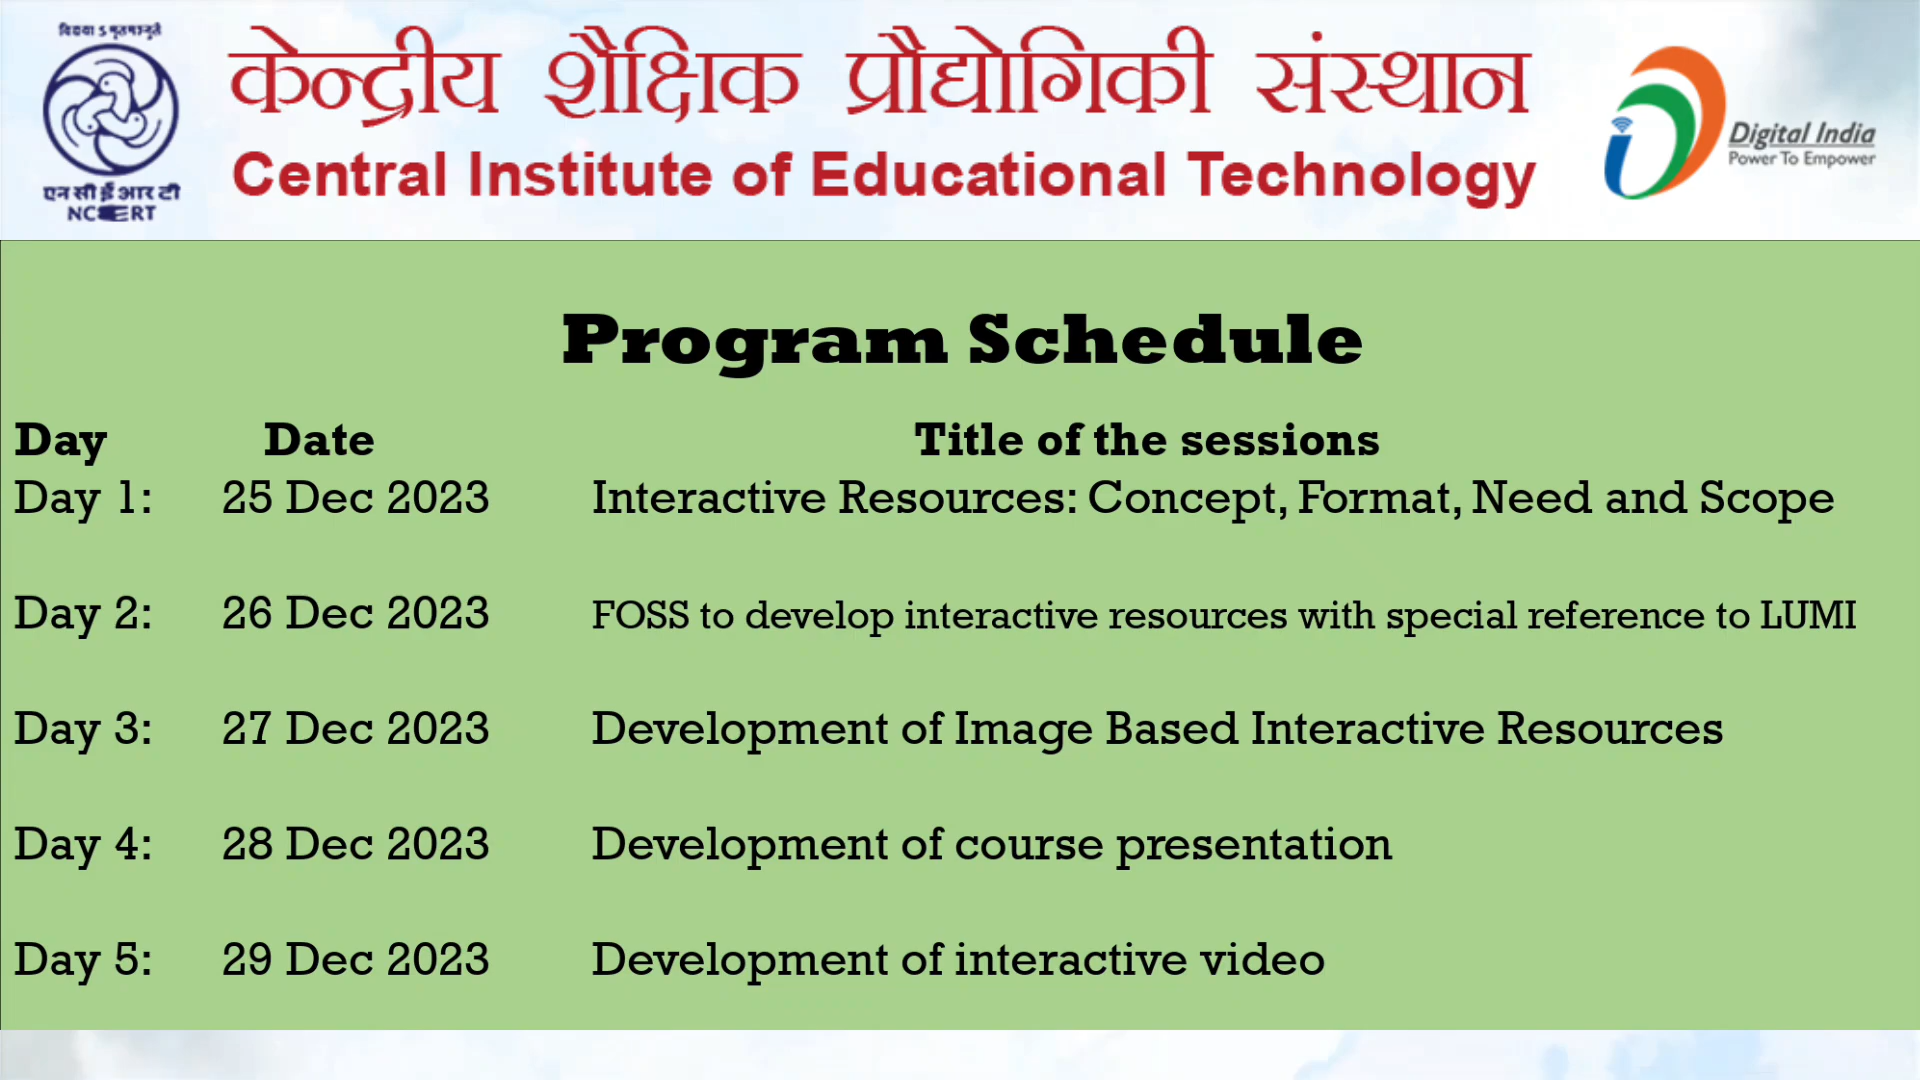 केन्द्रीय शैक्षिक प्रौद्योगिकी संस्थान
Central Institute of Educational Technology
एन सी ई आर टी
NCERT
Digital India
Power To Empower
Program Schedule
Day Date Title of the sessions
Day 1: 25 Dec 2023 Interactive Resources: Concept, Format, Need and Scope
Day 2: 26 Dec 2023 FOSS to develop interactive resources with special reference to LUMI
Day 3: 27 Dec 2023 Development of Image Based Interactive Resources
Day 4: 28 Dec 2023 Development of course presentation
Day 5: 29 Dec 2023 Development of interactive video